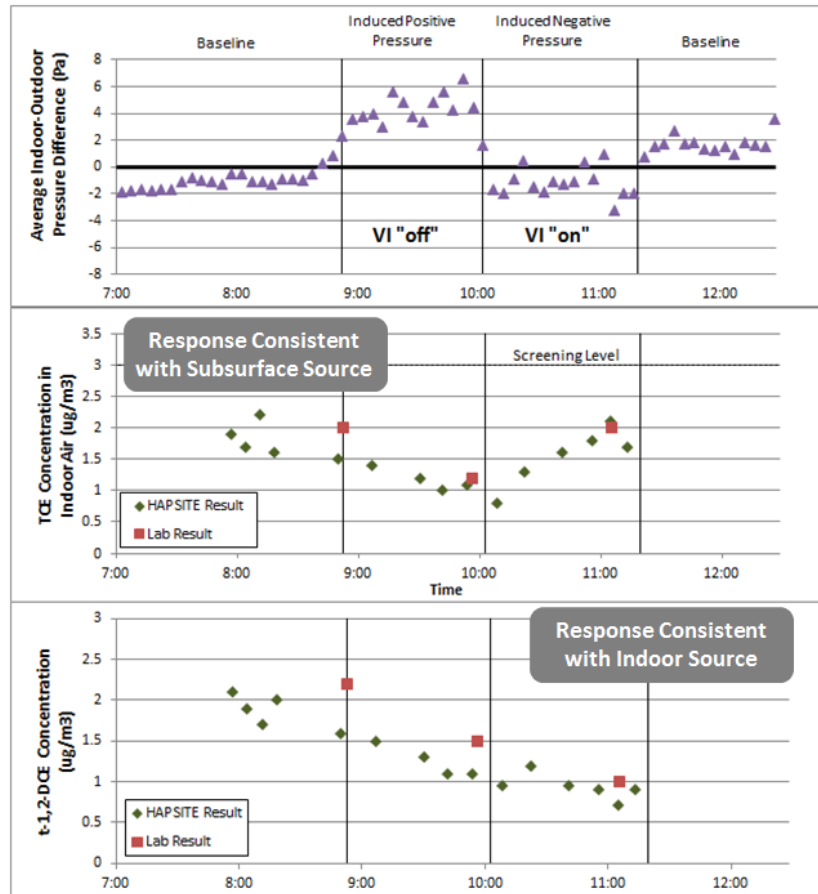 Baseline
Induced Positive
Pressure
Induced Negative
Pressure
Baseline
Average Indoor-Outdoor
Pressure Difference (Pa)
8
6
4
2
0
-2
-4
-6
-8
VI "off"
VI "on"
7:00 8:00 9:00 10:00 11:00 12:00
Response Consistent
with Subsurface Source
Screening Level
TCE Concentration in
Indoor Air (ug/m3)
3.5
3
2.5
2
1.5
1
0.5
0
HAPSITE Result
Lab Result
7:00 8:00 9:00 10:00 11:00 12:00
Time
Response Consistent
with Indoor Source
t-1,2-DCE Concentration
(ug/m3)
3
2.5
2
1.5
1
0.5
0
HAPSITE Result
Lab Result
7:00 8:00 9:00 10:00 11:00 12:00